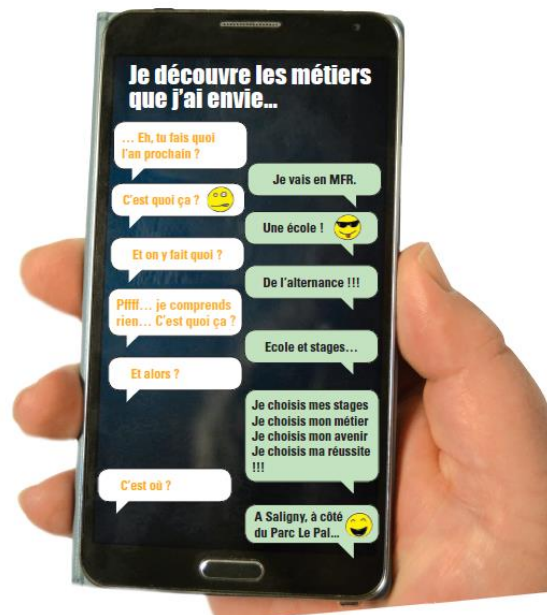 Je découvre les métiers
que j'ai envie...
... Eh, tu fais quoi
l'an prochain ?
Je vais en MFR.
C'est quoi ça ?
Une école !
Et on y fait quoi ?
De l'alternance !!!
Pffff... je comprends
rien... C'est quoi ça ?
Ecole et stages...
Et alors ?
Je choisis mes stages
Je choisis mon métier
Je choisis mon avenir
Je choisis ma réussite
!!!
C'est où ?
A Saligny, à côté
du Parc Le Pal...